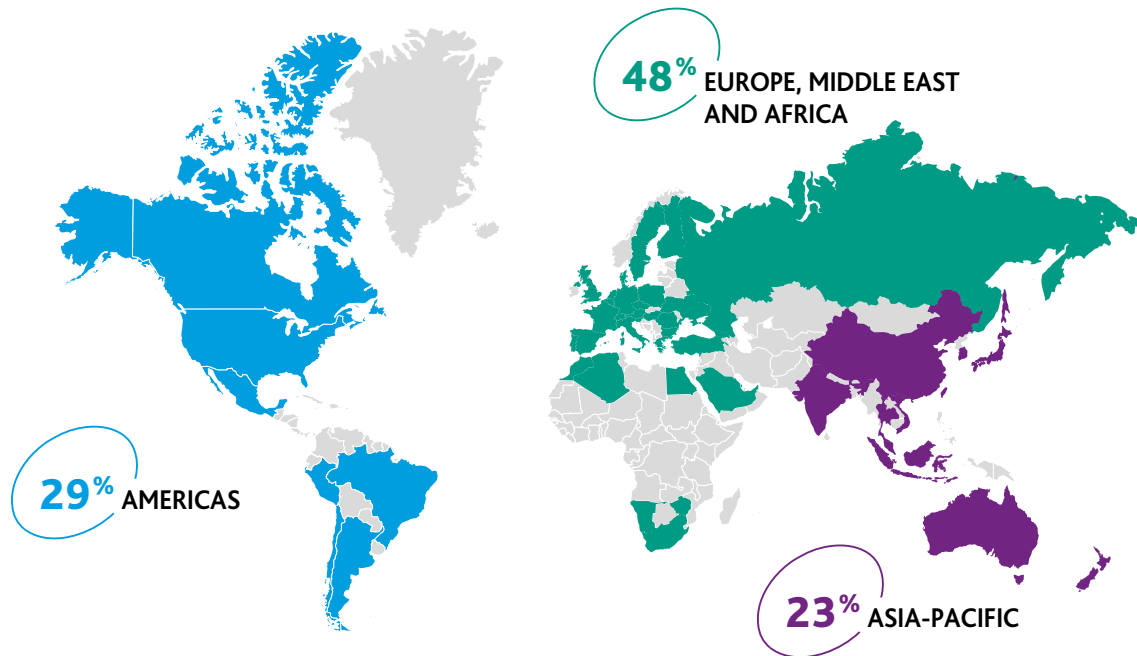 48% EUROPE, MIDDLE EAST
AND AFRICA
29% AMERICAS
23% ASIA-PACIFIC